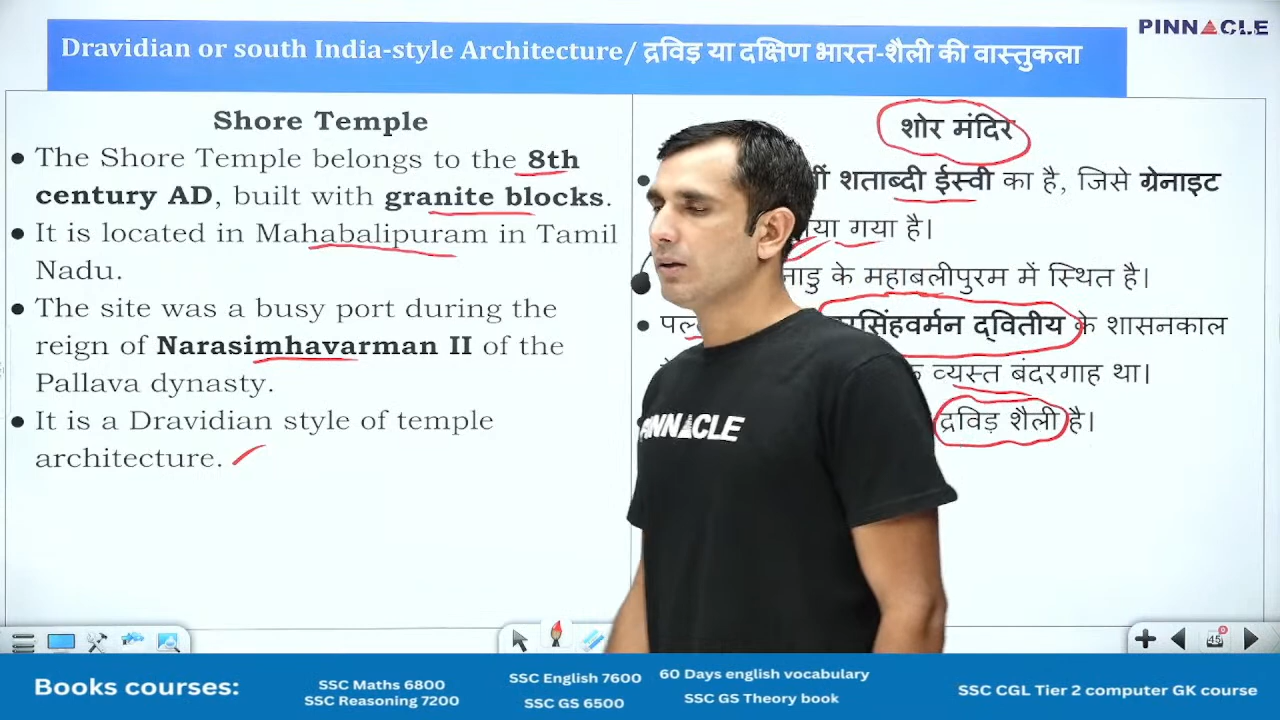 Dravidian or south India-style Architecture/ द्रविड़ या दक्षिण भारत-शैली की वास्तुकला
PINNACLE
Shore Temple
● The Shore Temple belongs to the 8th
century AD, built with granite blocks.
● It is located in Mahabalipuram in Tamil
Nadu.
● The site was a busy port during the
reign of Narasimhavarman II of the
Pallava dynasty.
● It is a Dravidian style of temple
architecture.
शोर मंदिर
शताब्दी ईस्वी का है, जिसे ग्रेनाइट
गया है।
के महाबलीपुरम में स्थित है।
द्वितीय के शासनकाल
व्यस्त बंदरगाह था।
द्रविड़ शैली है।
PINNACLE
45
Books courses:
SSC Maths 6800
SSC Reasoning 7200
SSC English 7600
SSC GS 6500
60 Days english vocabulary
SSC GS Theory book
SSC CGL Tier 2 computer GK course